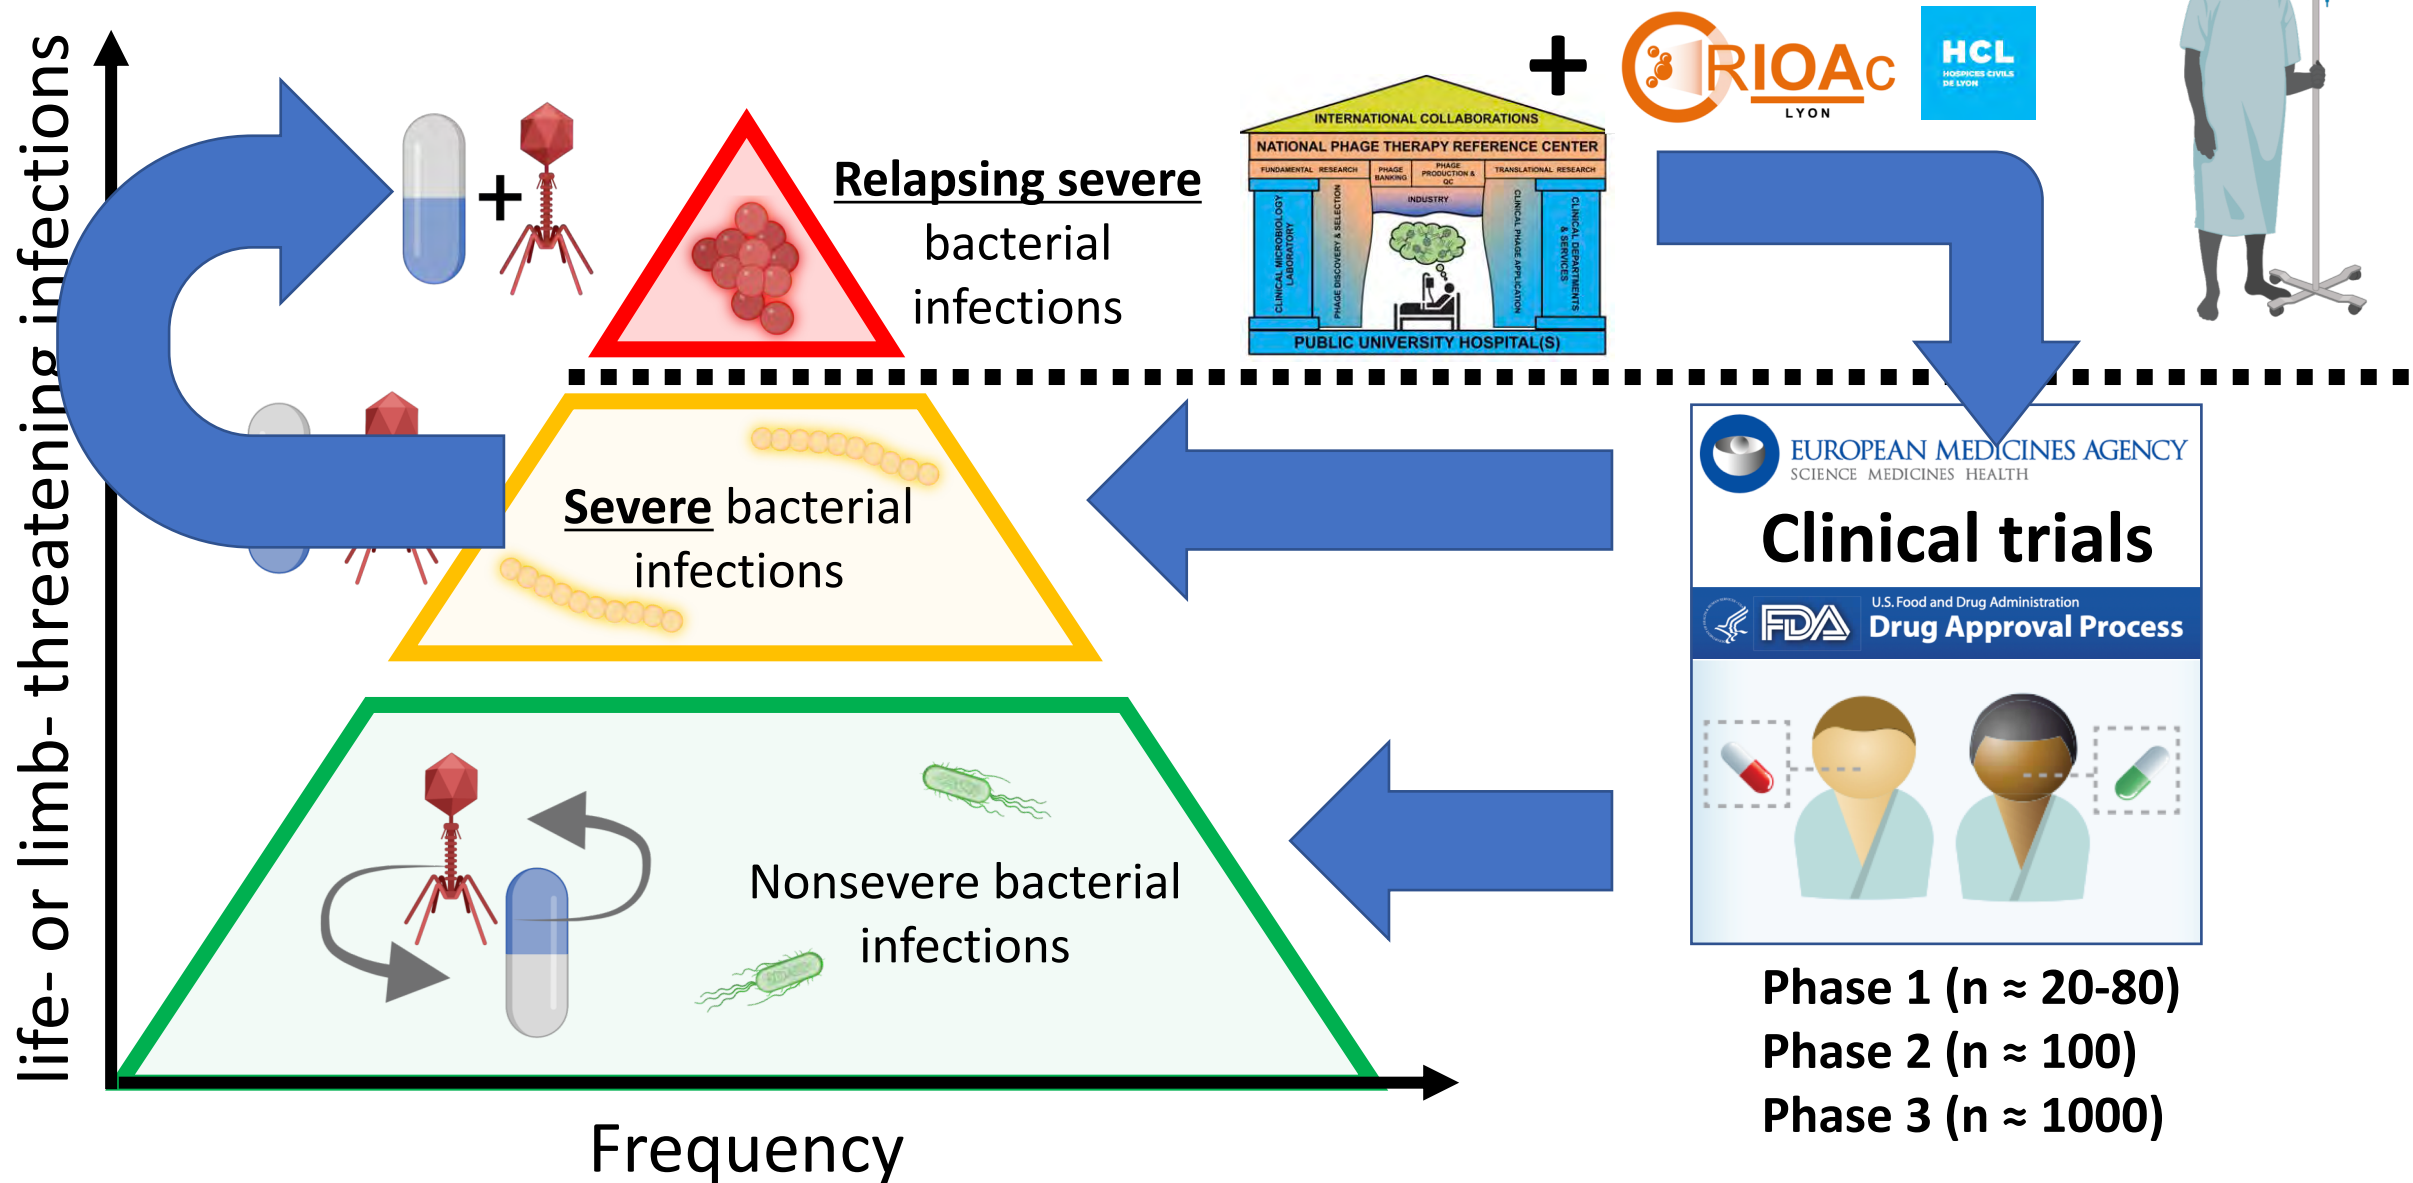 life- or limb- threatening infections
+
Relapsing severe
bacterial
infections
+
INTERNATIONAL COLLABORATIONS
NATIONAL PHAGE THERAPY REFERENCE CENTER
FUNDAMENTAL RESEARCH
PHAGE
BANKING
PHAGE
PRODUCTION &
QC
TRANSLATIONAL RESEARCH
INDUSTRY
CLINICAL MICROBIOLOGY
LABORATORY
PHAGE DISCOVERY & SELECTION
CLINICAL PHAGE APPLICATION
CLINICAL DEPARTMENTS
& SERVICES
PUBLIC UNIVERSITY HOSPITAL(S)
CRIOAc
LYON
HCL
HOSPICES CIVILS
DE LYON
Severe bacterial
infections
EUROPEAN MEDICINES AGENCY
SCIENCE MEDICINES HEALTH
Clinical trials
FDA
U.S. Food and Drug Administration
Drug Approval Process
Nonsevere bacterial
infections
Phase 1 (n ≈ 20-80)
Phase 2 (n ≈ 100)
Phase 3 (n ≈ 1000)
Frequency